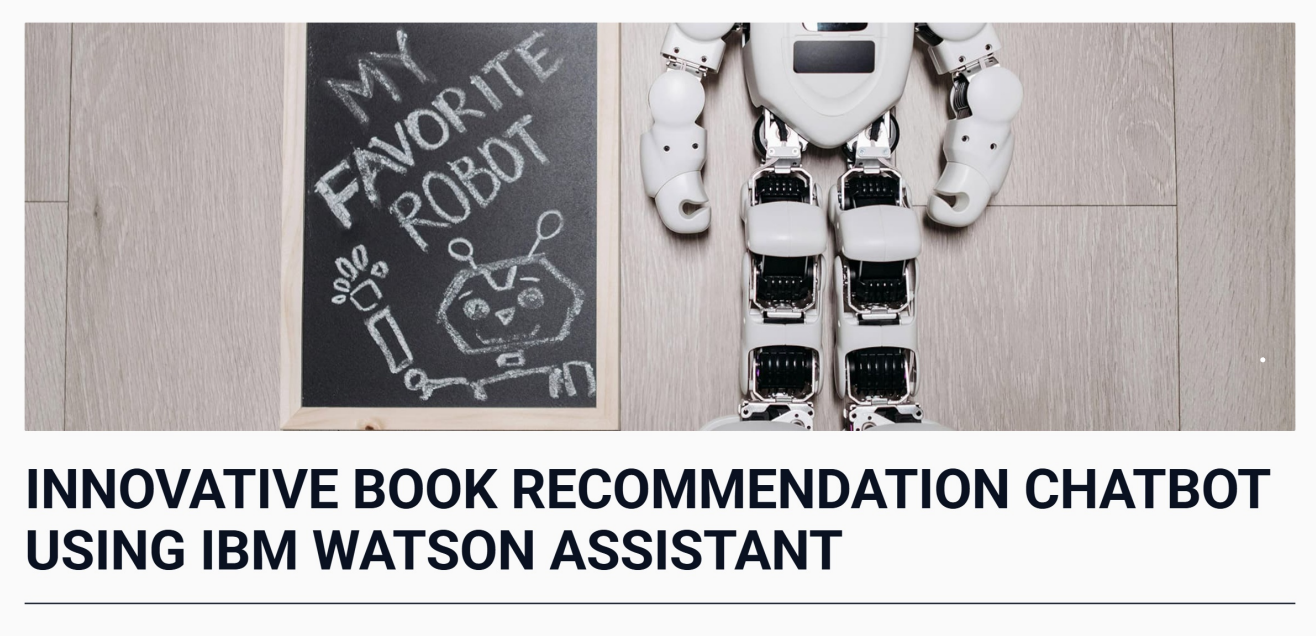 MY
FAVORITE
ROBOT
INNOVATIVE BOOK RECOMMENDATION CHATBOT
USING IBM WATSON ASSISTANT